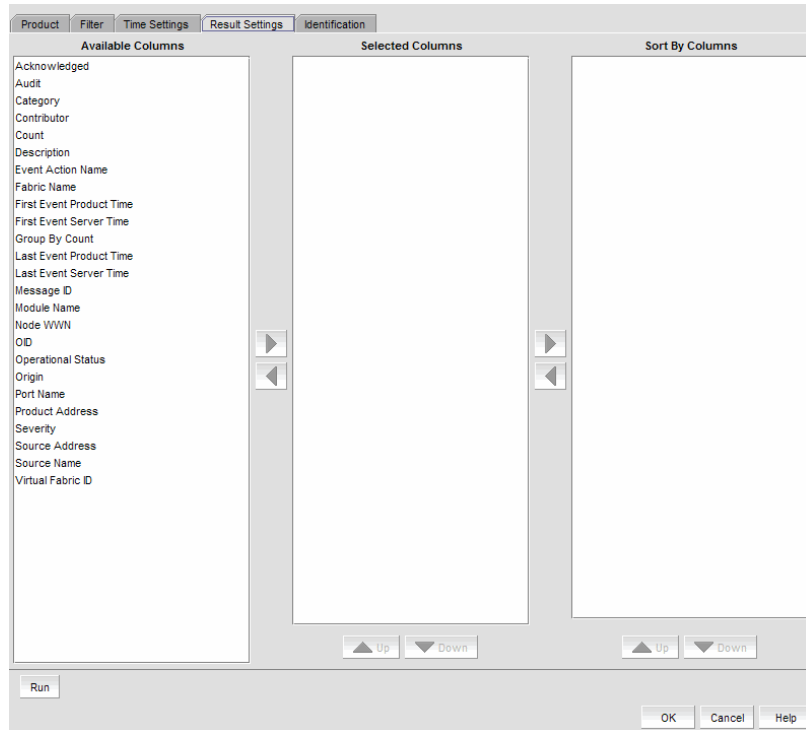 Product Filter Time Settings Result Settings Identification
Available Columns Selected Columns Sort By Columns
Acknowledged
Audit
Category
Contributor
Count
Description
Event Action Name
Fabric Name
First Event Product Time
First Event Server Time
Group By Count
Last Event Product Time
Last Event Server Time
Message ID
Module Name
Node WWN
OID
Operational Status
Origin
Port Name
Product Address
Severity
Source Address
Source Name
Virtual Fabric ID
Up Down Up Down
Run
OK Cancel Help